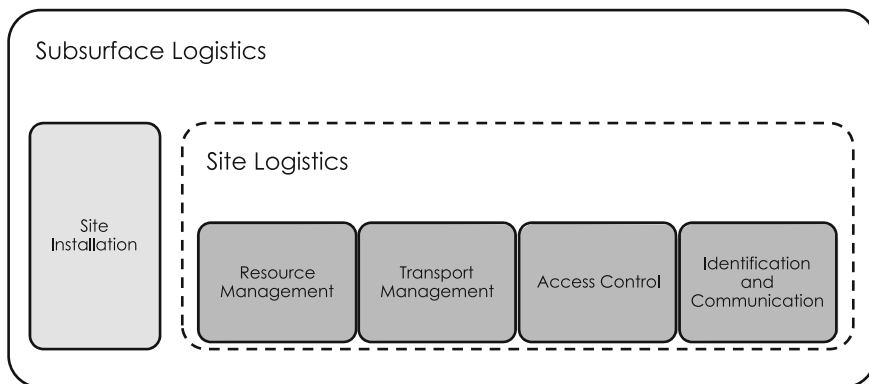 Subsurface Logistics
Site Logistics
Site
Installation
Resource
Management
Transport
Management
Access Control
Identification
and
Communication